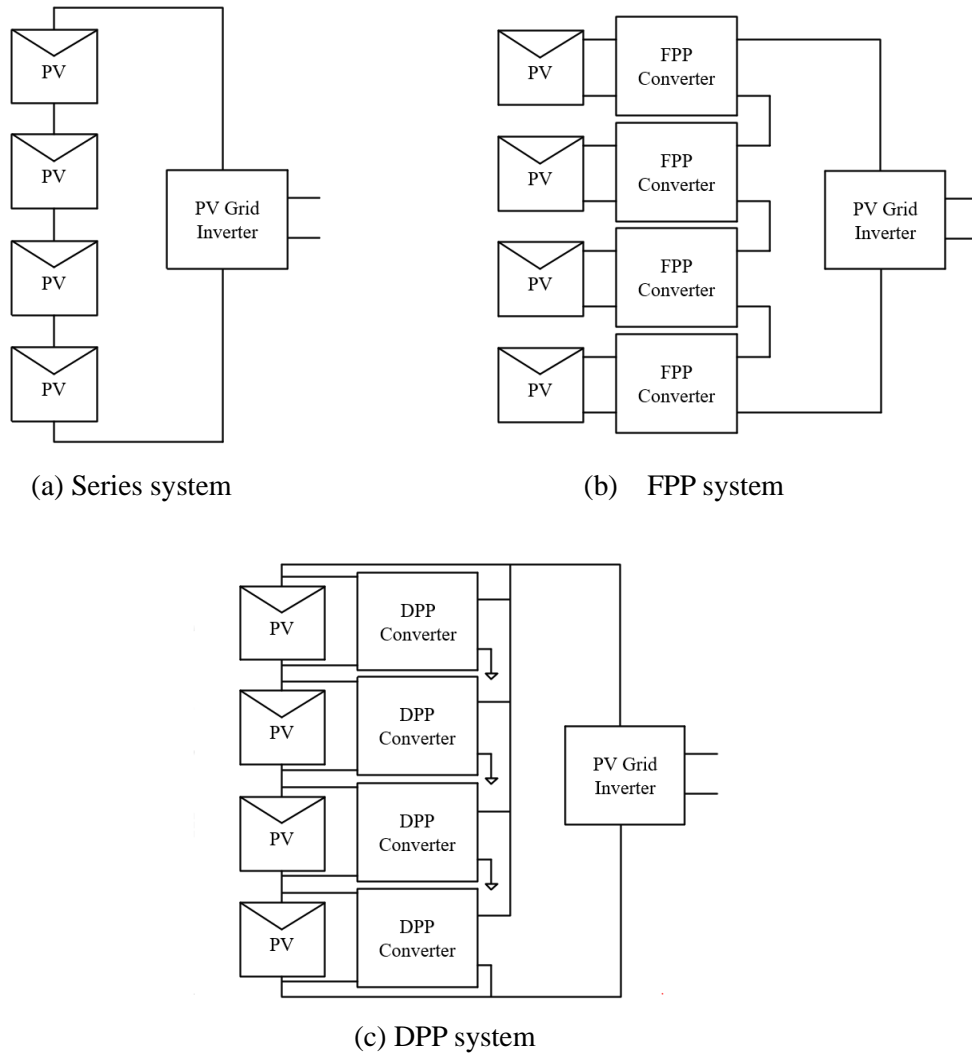 PV
PV
PV
PV
PV Grid
Inverter
(a) Series system
PV
PV
PV
PV
FPP
Converter
FPP
Converter
FPP
Converter
FPP
Converter
PV Grid
Inverter
(b) FPP system
PV
PV
PV
PV
DPP
Converter
DPP
Converter
DPP
Converter
DPP
Converter
PV Grid
Inverter
(c) DPP system